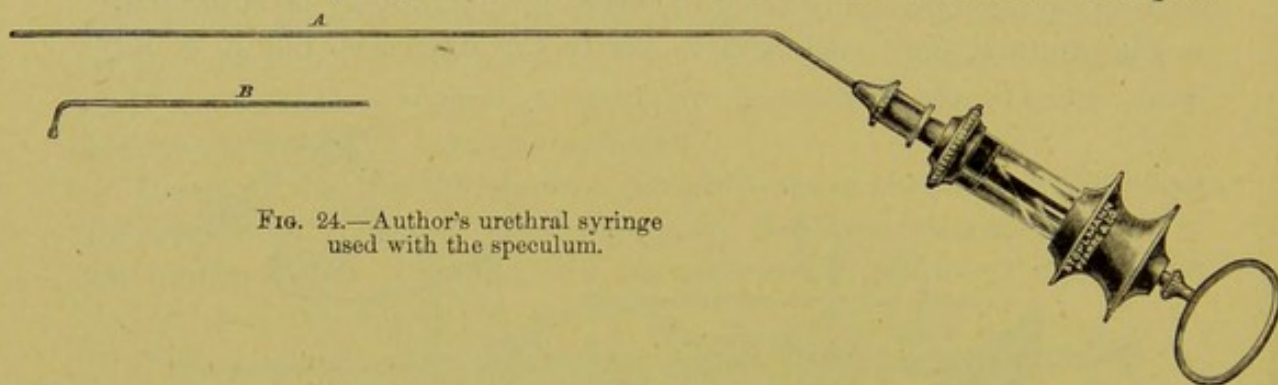 A
B
FIG. 24.—Author's urethral syringe
used with the speculum.